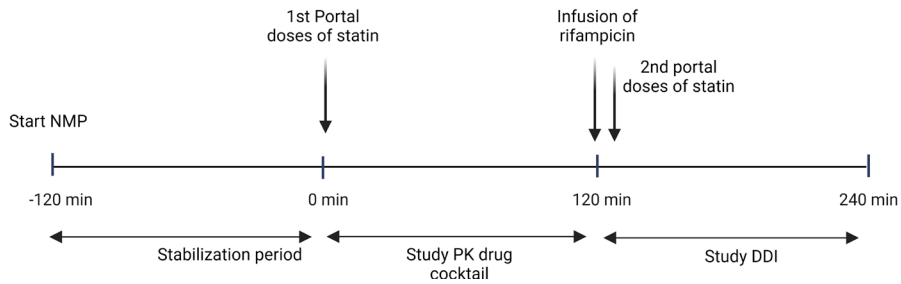 1st Portal
doses of statin
Infusion of
rifampicin
2nd portal
doses of statin
Start NMP
-120 min
0 min
120 min
240 min
Stabilization period
Study PK drug
cocktail
Study DDI